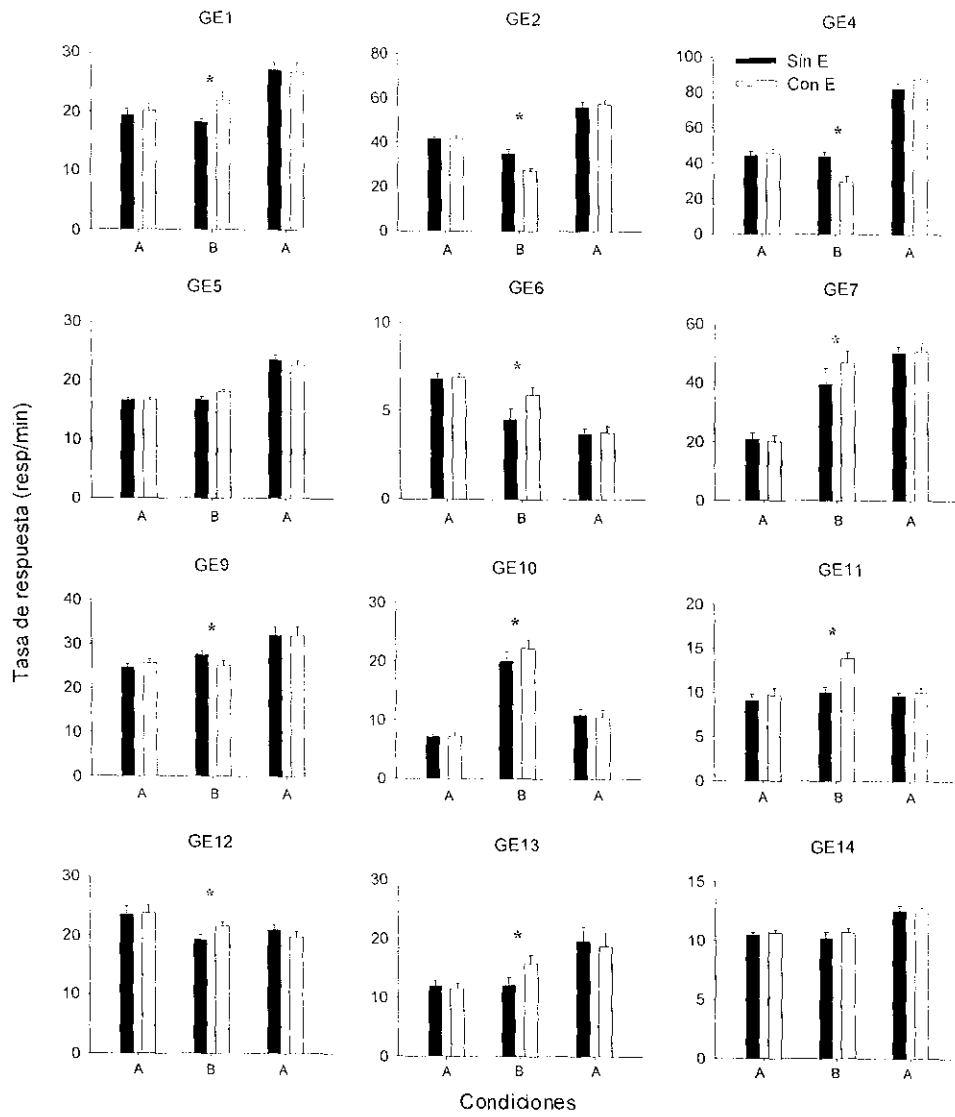 GE1
GE2
GE4
30
20
10
0
80
60
40
20
0
100
80
60
40
20
0
Sin E
Con E
*
*
*
A B A
A B A
A B A
GE5
GE6
GE7
30
20
10
0
10
5
0
60
40
20
0
*
*
A B A
A B A
A B A
Tasa de respuesta (resp/min)
GE9
GE10
GE11
40
30
20
10
0
30
20
10
0
20
15
10
5
0
*
*
*
A B A
A B A
A B A
GE12
GE13
GE14
30
20
10
0
30
20
10
0
15
10
5
0
*
*
A B A
A B A
A B A
Condiciones